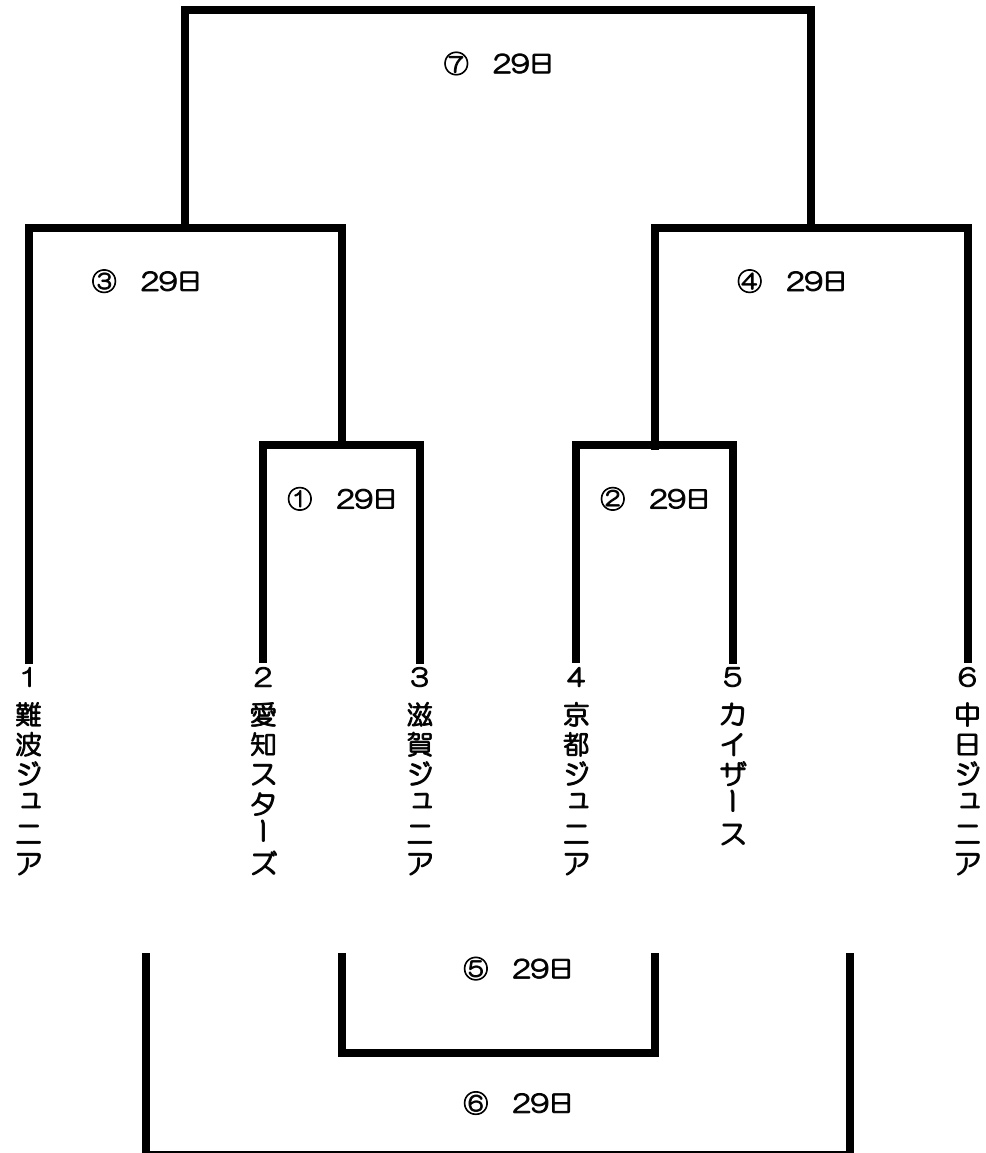 ⑦ 29日
③ 29日
④ 29日
① 29日
② 29日
1 難波ジュニア
2 愛知スターズ
3 滋賀ジュニア
4 京都ジュニア
5 カイザース
6 中日ジュニア
⑤ 29日
⑥ 29日